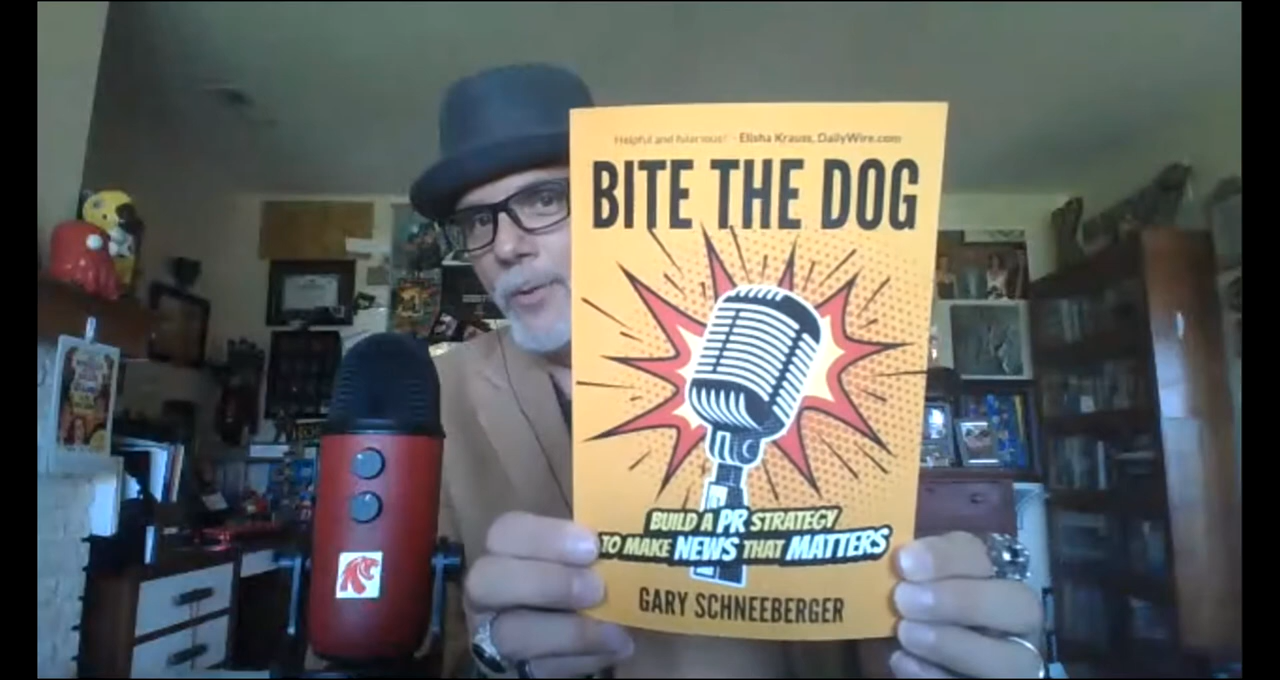 Helpful and hilarious! - Elisha Krauss, DailyWire.com
BITE THE DOG
BUILD A PR STRATEGY
TO MAKE NEWS THAT MATTERS
GARY SCHNEEBERGER